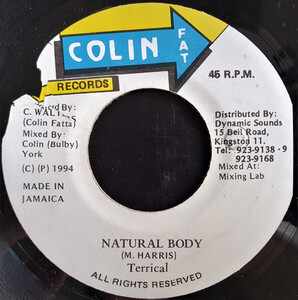 COLIN
FAT
RECORDS
45 R.P.M.
C. WAL
(Colin Fatta)
Mixed By:
Colin (Bulby)
York
(C) (P) 1994
MADE IN
JAMAICA
Distributed By:
Dynamic Sounds
15 Bell Road,
Kingston 11.
Tel: 923-9138 - 9
923-9168
Mixed At:
Mixing Lab
NATURAL BODY
(M. HARRIS)
Terrical
ALL RIGHTS RESERVED